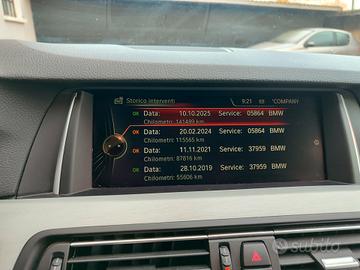 Storico interventi 9:21 "COMPANY
OK Data: 10.10.2025 Service: 05864 BMW
Chilometri: 141489 km
OK Data: 20.02.2024 Service: 05864 BMW
Chilometri: 115565 km
OK Data: 11.11.2021 Service: 37959 BMW
Chilometri: 87816 km
OK Data: 28.10.2019 Service: 37959 BMW
Chilometri: 55606 km
subito